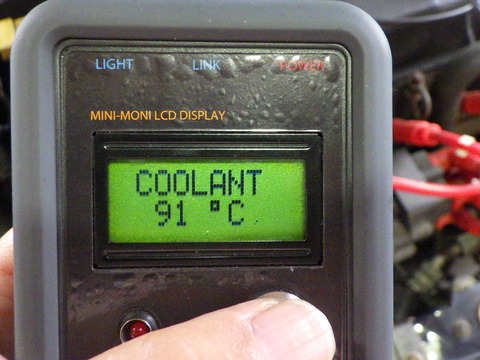 LIGHT LINK POWER
MINI-MONI LCD DISPLAY
COOLANT
91 °C